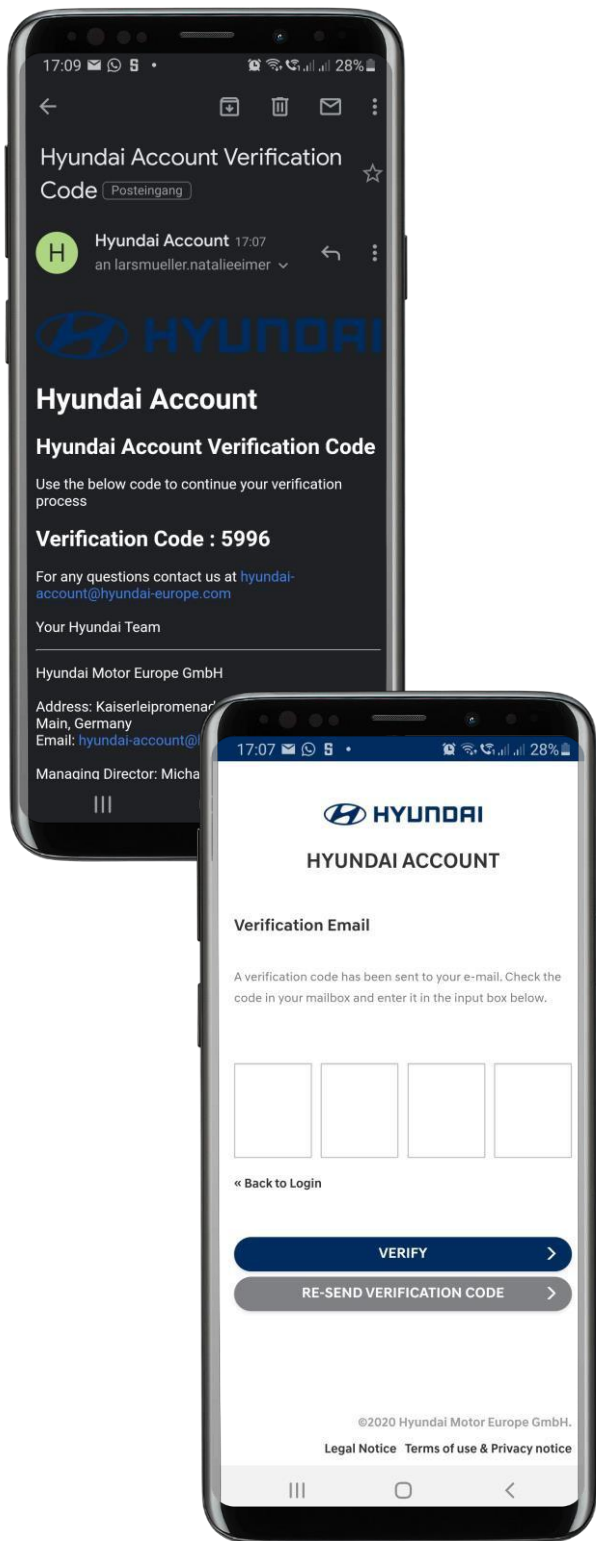 17:09 28%
Hyundai Account Verification
Code Posteingang
H
Hyundai Account 17:07
an larsmueller.natalieeimer
HYUNDAI
Hyundai Account
Hyundai Account Verification Code
Use the below code to continue your verification
process
Verification Code : 5996
For any questions contact us at hyundai-
account@hyundai-europe.com
Your Hyundai Team
Hyundai Motor Europe GmbH
Address:
Main, Germany
Email: hyundai-account@
Managing Director:
17:07 28%
HYUNDAI
HYUNDAI ACCOUNT
Verification Email
A verification code has been sent to your e-mail. Check the
code in your mailbox and enter it in the input box below.
« Back to Login
VERIFY
RE-SEND VERIFICATION CODE
©2020 Hyundai Motor Europe GmbH.
Legal Notice Terms of use & Privacy notice